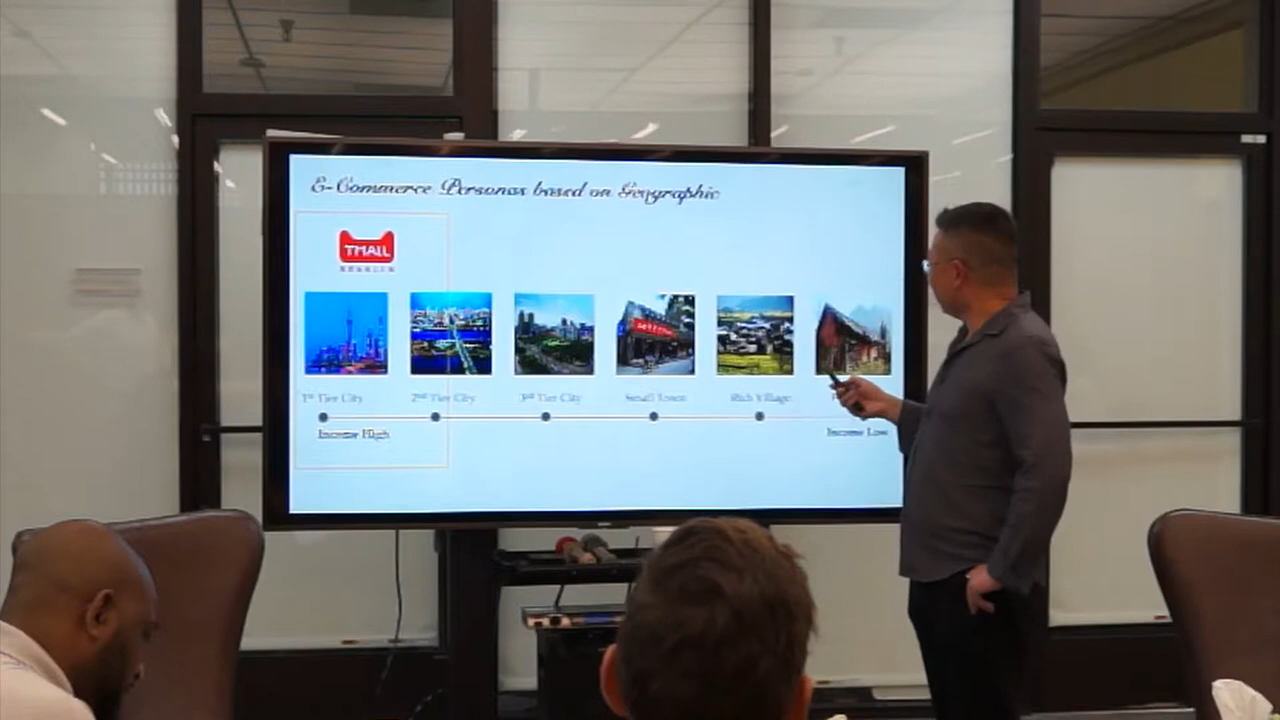 E-Commerce Personas based on Geographic
TMALL
1st Tier City
2nd Tier City
3rd Tier City
Small Town
Rich Village
Income High
Income Low